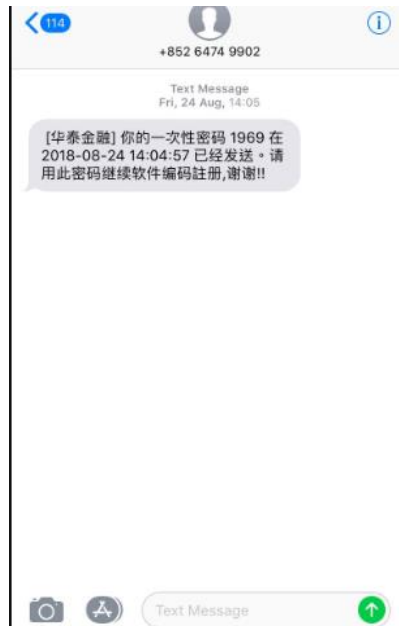 114
+852 6474 9902
Text Message
Fri, 24 Aug, 14:05
[华泰金融] 你的一次性密码 1969 在
2018-08-24 14:04:57 已经发送。请
用此密码继续软件编码註册,谢谢!!
Text Message